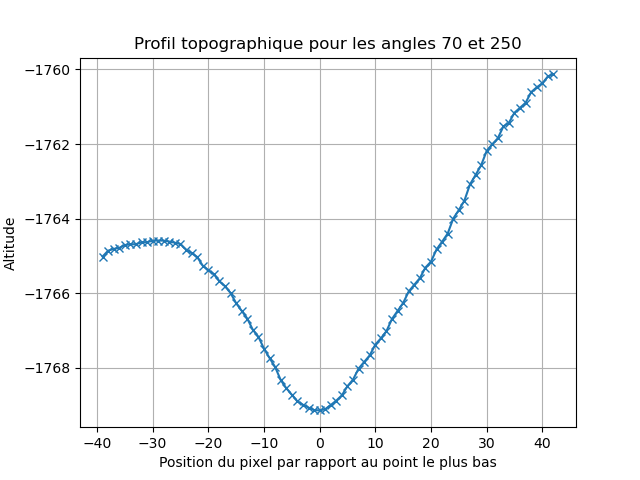 Profil topographique pour les angles 70 et 250
−1760
−1762
−1764
−1766
−1768
Altitude
−40 −30 −20 −10 0 10 20 30 40
Position du pixel par rapport au point le plus bas